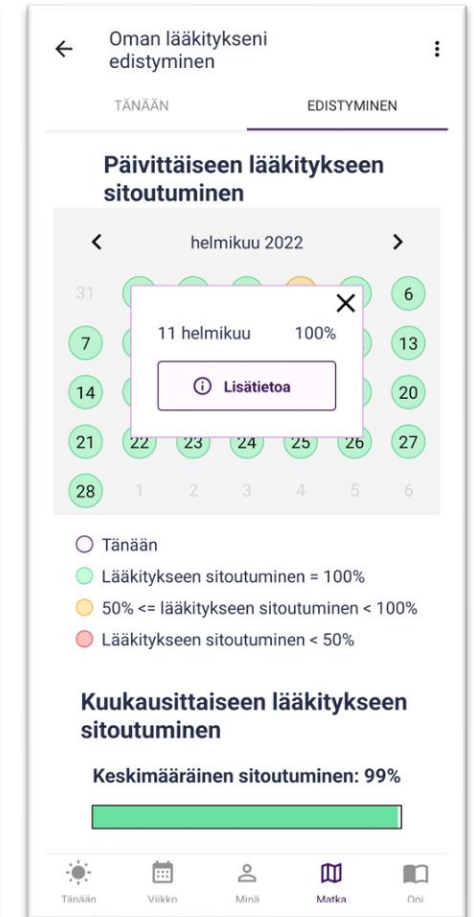 Oman lääkitykseni
edistyminen
TÄNÄÄN EDISTYMINEN
Päivittäiseen lääkitykseen
sitoutuminen
helmikuu 2022
31 6
11 helmikuu 100%
7 13
Lisätietoa
14 20
21 22 23 24 25 26 27
28 1 2 3 4 5 6
Tänään
Lääkitykseen sitoutuminen = 100%
50% <= lääkitykseen sitoutuminen < 100%
Lääkitykseen sitoutuminen < 50%
Kuukausittaiseen lääkitykseen
sitoutuminen
Keskimääräinen sitoutuminen: 99%
Tänään Viikko Minä Matka Opi